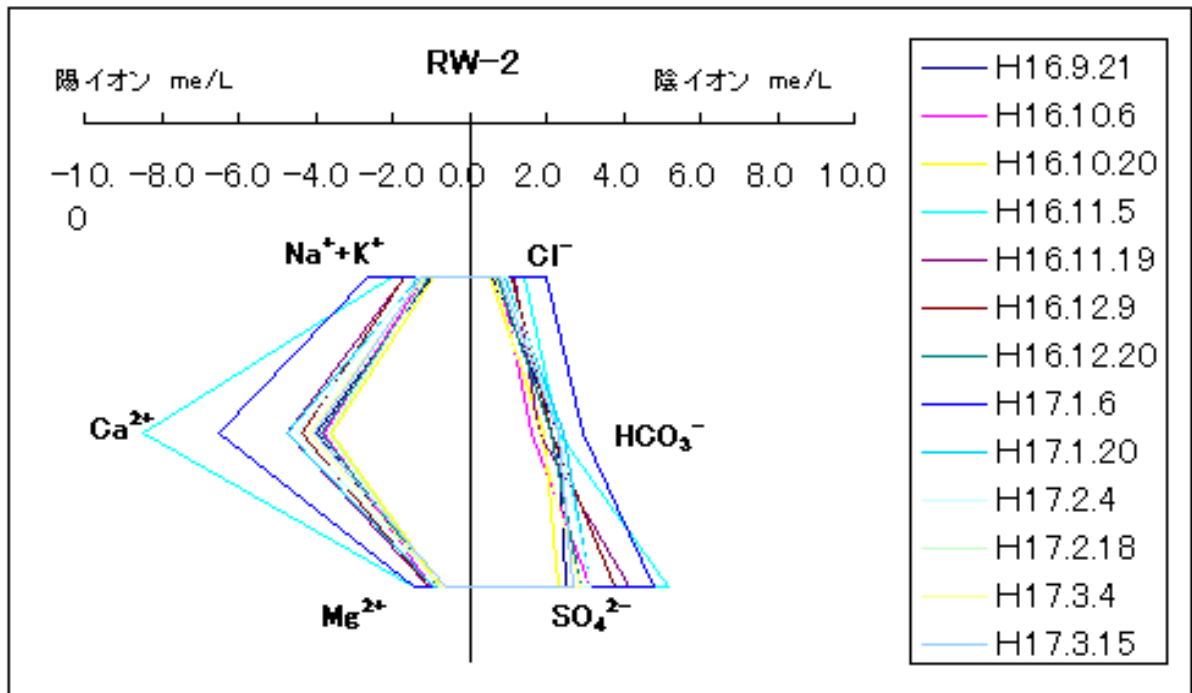 RW-2
陽イオン me/L
陰イオン me/L
-10.0 -8.0 -6.0 -4.0 -2.0 0.0 2.0 4.0 6.0 8.0 10.0
Na⁺+K⁺
Cl⁻
Ca²⁺
HCO₃⁻
Mg²⁺
SO₄²⁻
H16.9.21
H16.10.6
H16.10.20
H16.11.5
H16.11.19
H16.12.9
H16.12.20
H17.1.6
H17.1.20
H17.2.4
H17.2.18
H17.3.4
H17.3.15